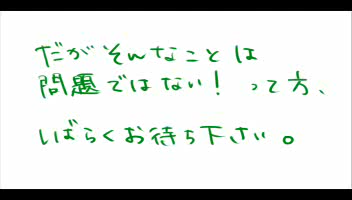 だがそんなことは
問題ではない！って方、
いばらくお待ち下さい。